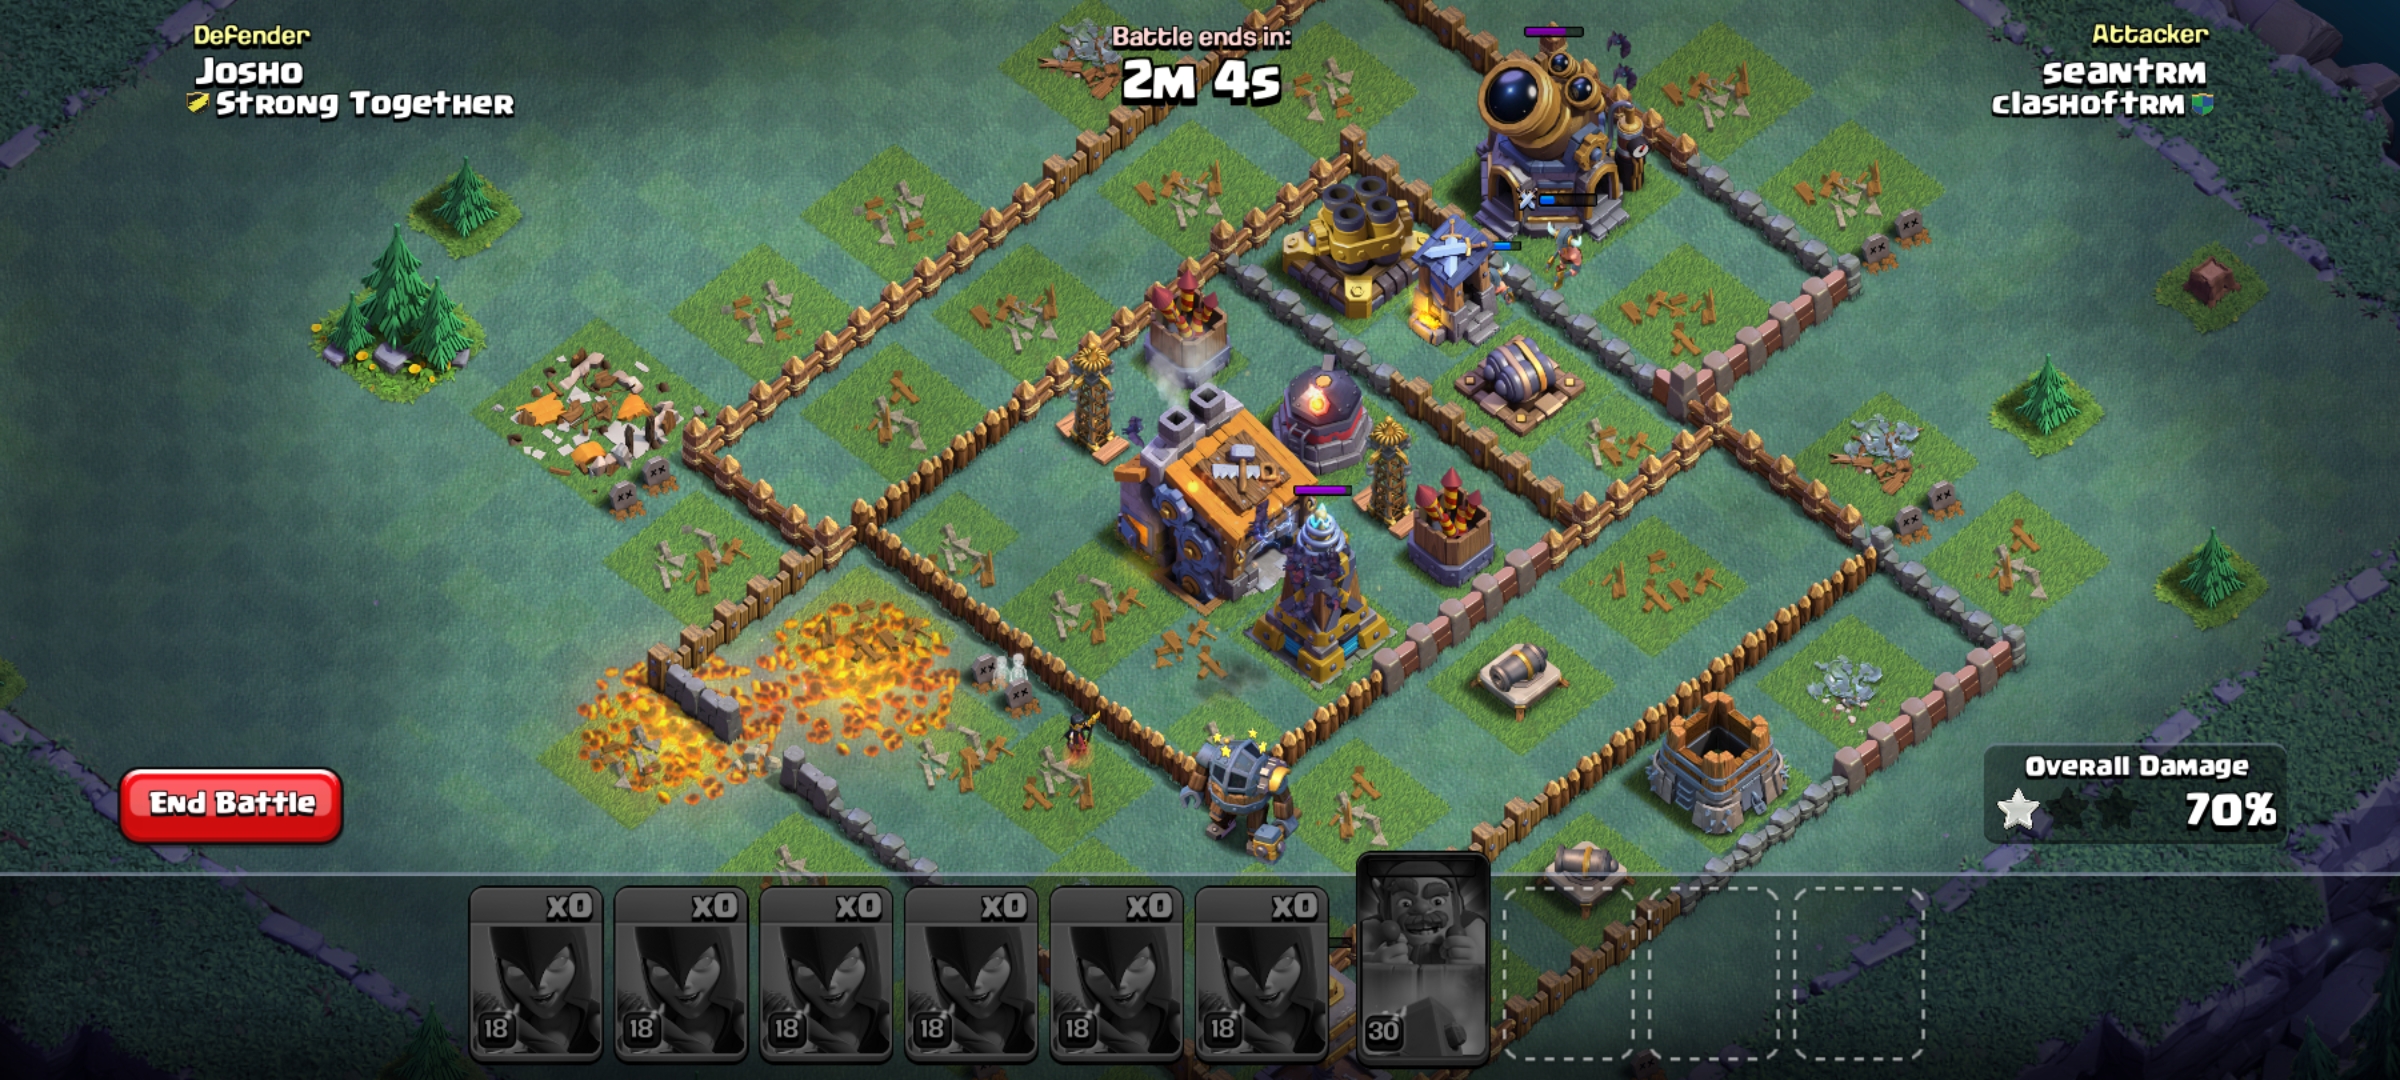 Defender
Josho
Strong Together
Battle ends in:
2M 4s
Attacker
seantRM
clashoftRM
End Battle
Overall Damage
70%
x0 x0 x0 x0 x0 x0
18 18 18 18 18 18 30